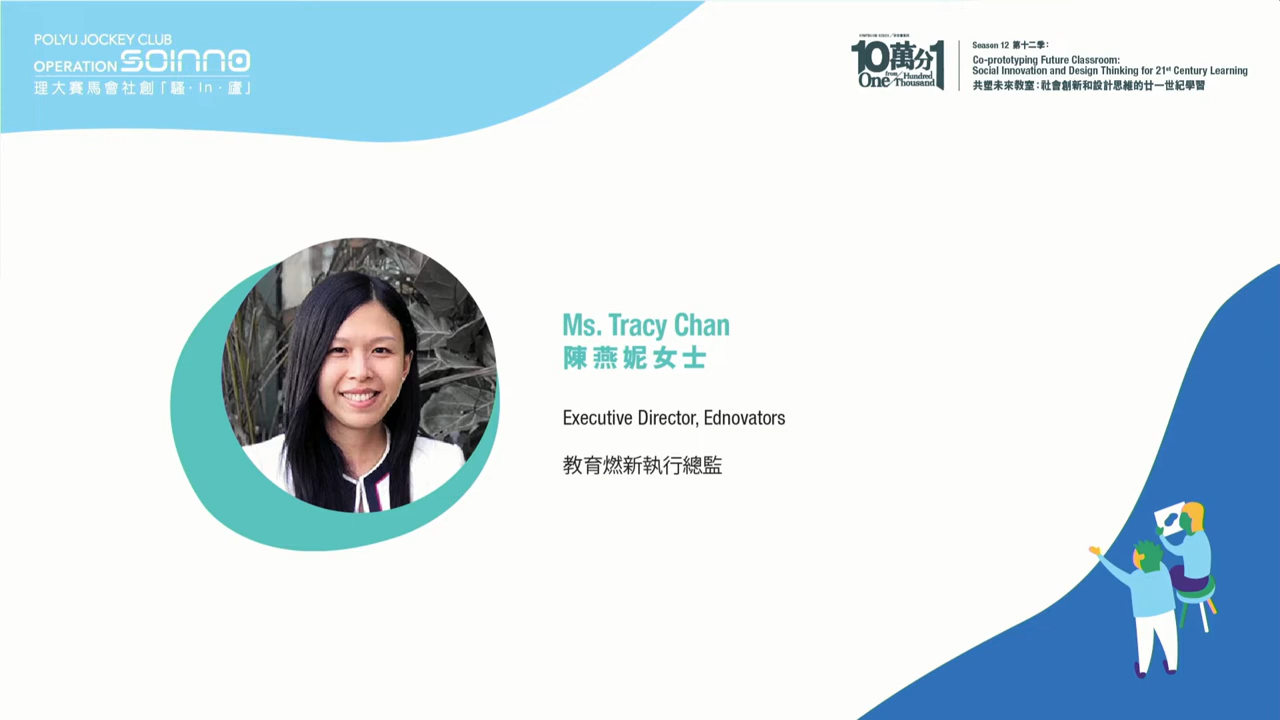 POLYU JOCKEY CLUB
OPERATION SOINNO
理大賽馬會社創「騷·In·廬」
10萬分1
One from Hundred Thousand
Season 12 第十二季：
Co-prototyping Future Classroom:
Social Innovation and Design Thinking for 21st Century Learning
共塑未來教室：社會創新和設計思維的廿一世紀學習
Ms. Tracy Chan
陳燕妮女士
Executive Director, Ednovators
教育燃新執行總監